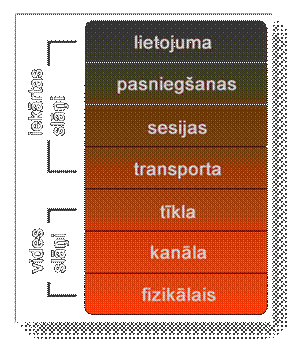 lietojuma
pasniegšanas
sesijas
transporta
tīkla
kanāla
fizikālais
iekārtas
slāņi
vides
slāņi